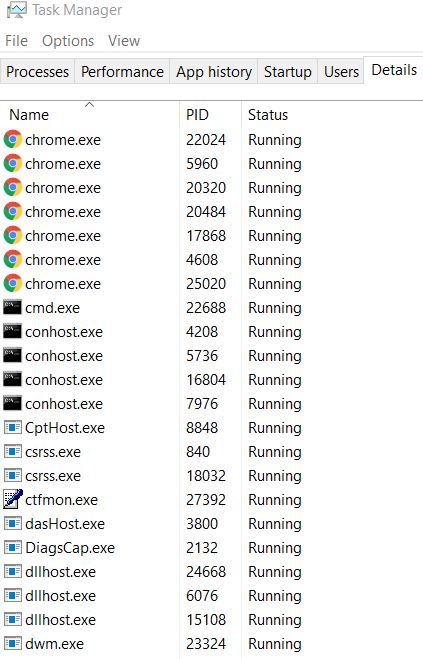 Task Manager
File Options View
Processes Performance App history Startup Users Details
Name PID Status
chrome.exe 22024 Running
chrome.exe 5960 Running
chrome.exe 20320 Running
chrome.exe 20484 Running
chrome.exe 17868 Running
chrome.exe 4608 Running
chrome.exe 25020 Running
cmd.exe 22688 Running
conhost.exe 4208 Running
conhost.exe 5736 Running
conhost.exe 16804 Running
conhost.exe 7976 Running
CptHost.exe 8848 Running
csrss.exe 840 Running
csrss.exe 18032 Running
ctfmon.exe 27392 Running
dasHost.exe 3800 Running
DiagsCap.exe 2132 Running
dllhost.exe 24668 Running
dllhost.exe 6076 Running
dllhost.exe 15108 Running
dwm.exe 23324 Running